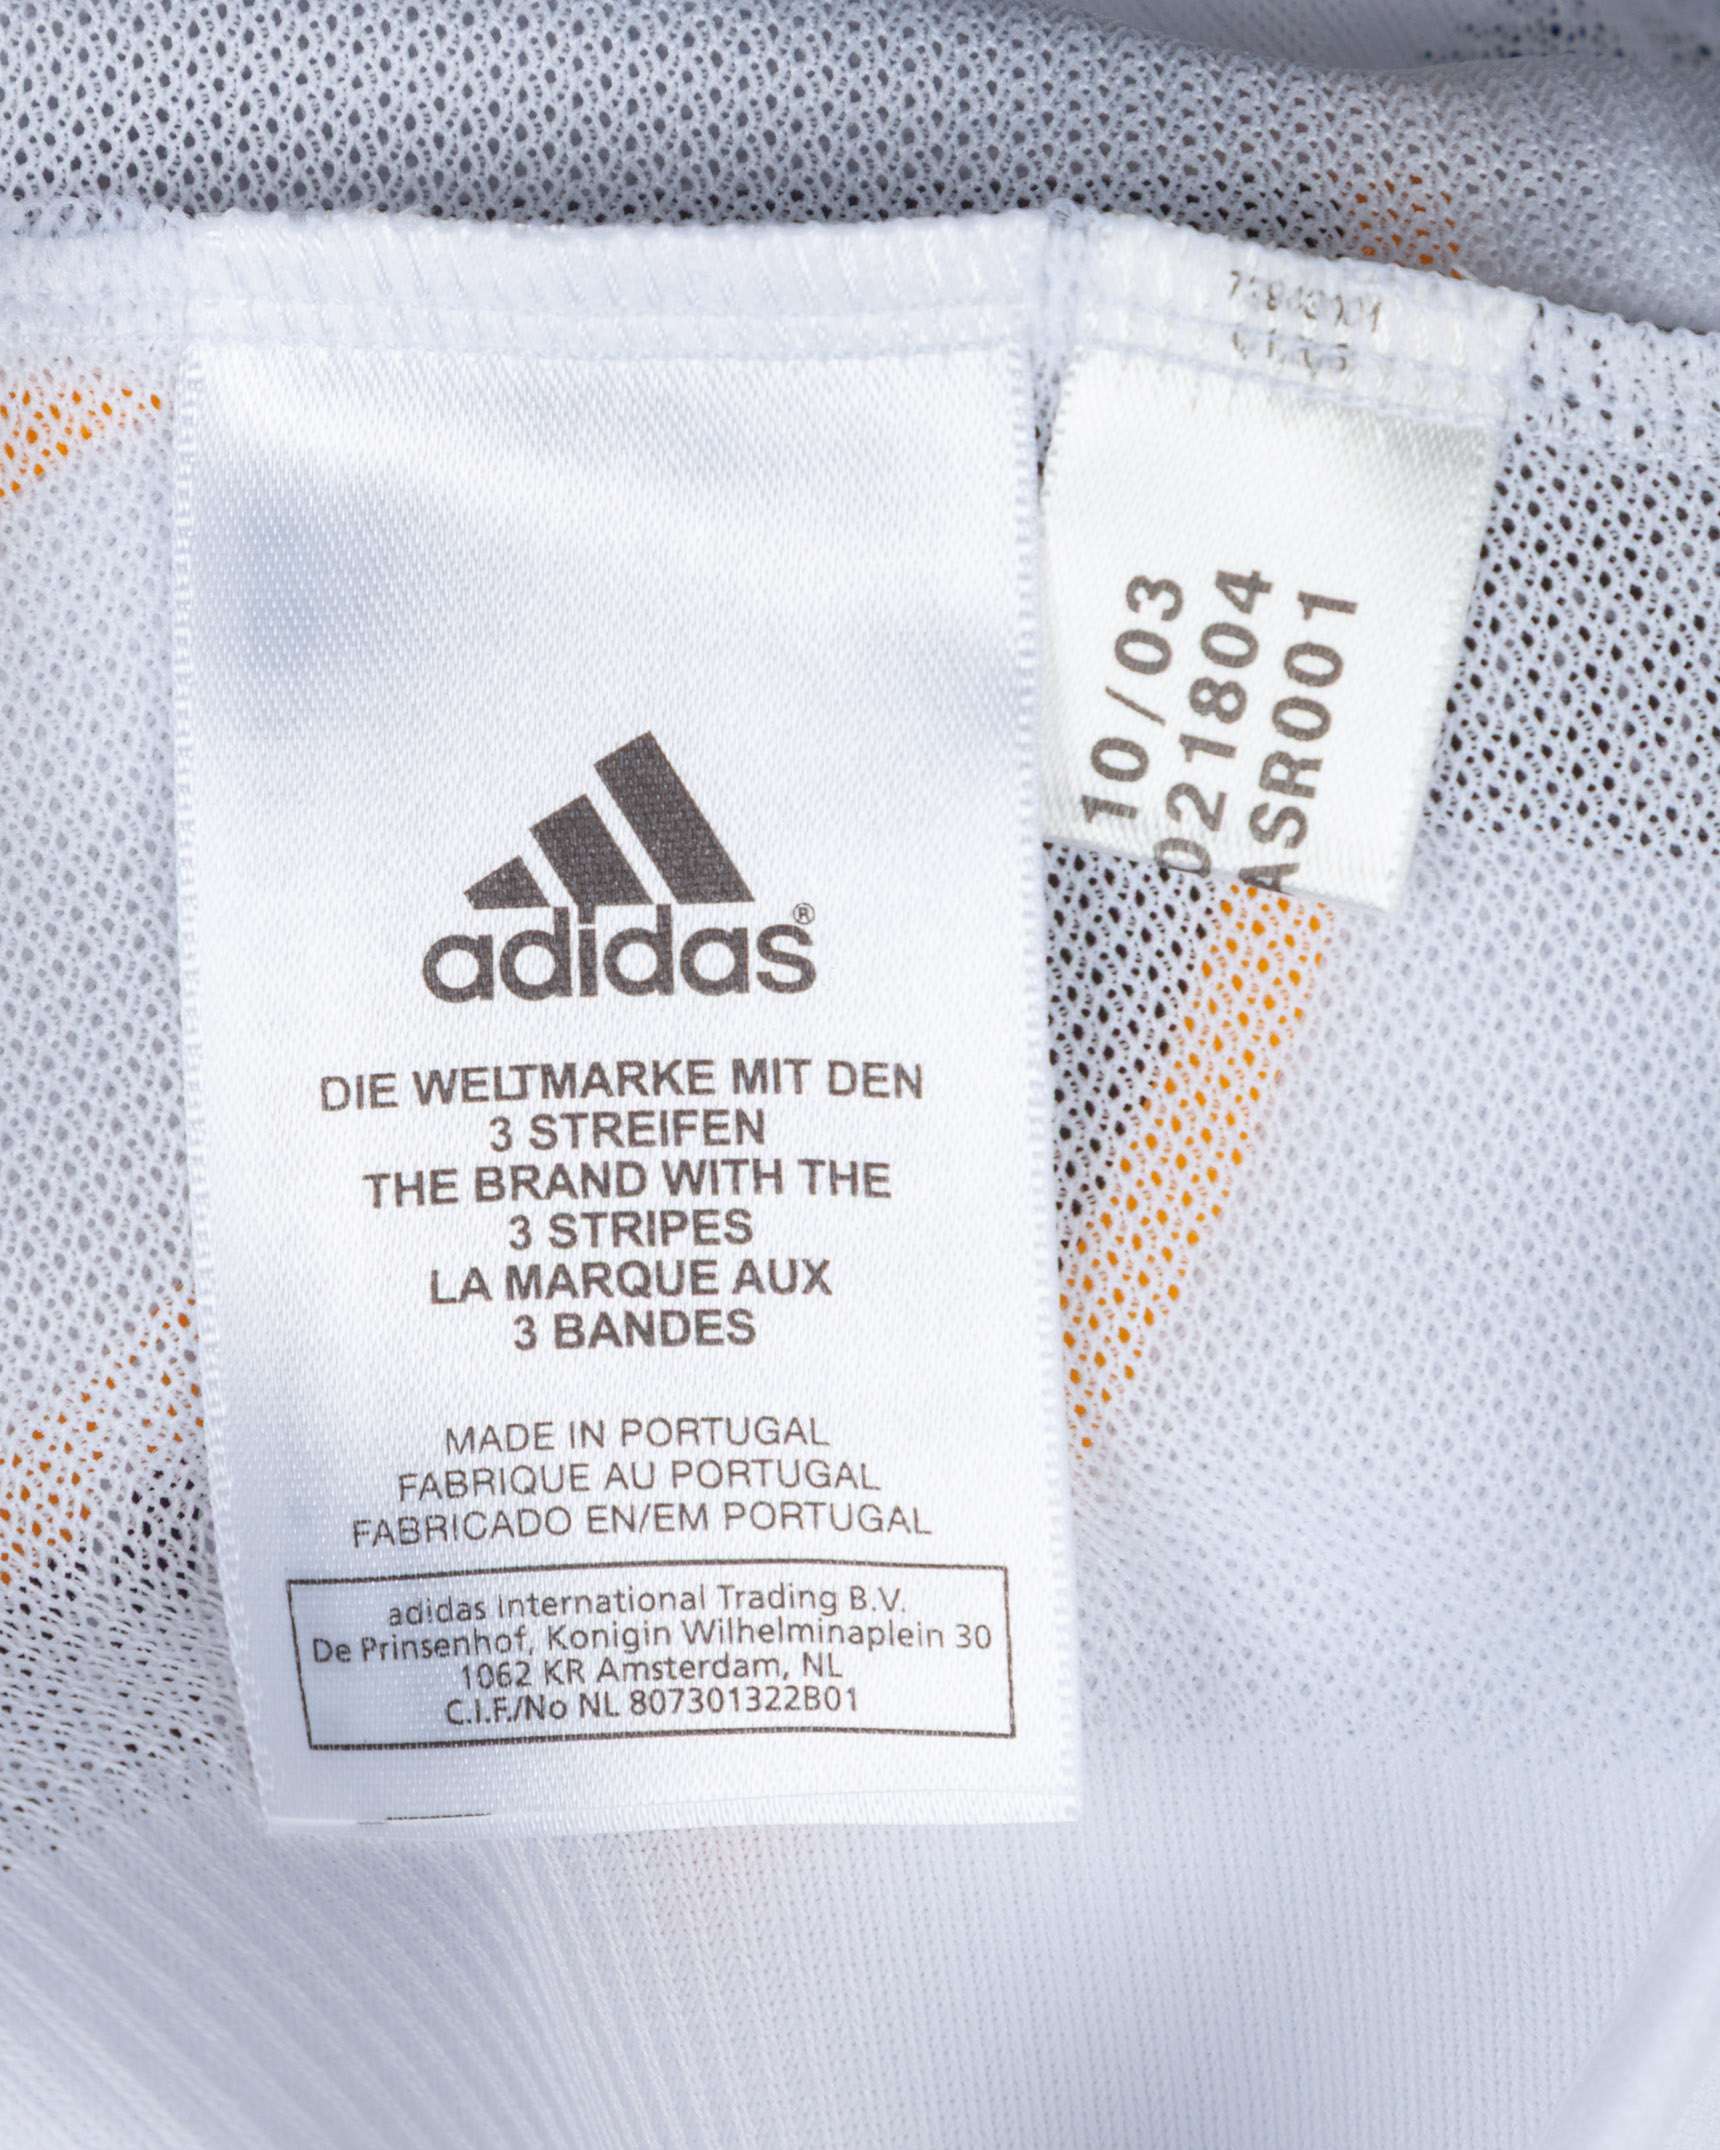 adidas®
DIE WELTMARKE MIT DEN
3 STREIFEN
THE BRAND WITH THE
3 STRIPES
LA MARQUE AUX
3 BANDES
MADE IN PORTUGAL
FABRIQUE AU PORTUGAL
FABRICADO EN/EM PORTUGAL
adidas International Trading B.V.
De Prinsenhof, Konigin Wilhelminaplein 30
1062 KR Amsterdam, NL
C.I.F./No NL 807301322B01
10/03
021804
ASR001